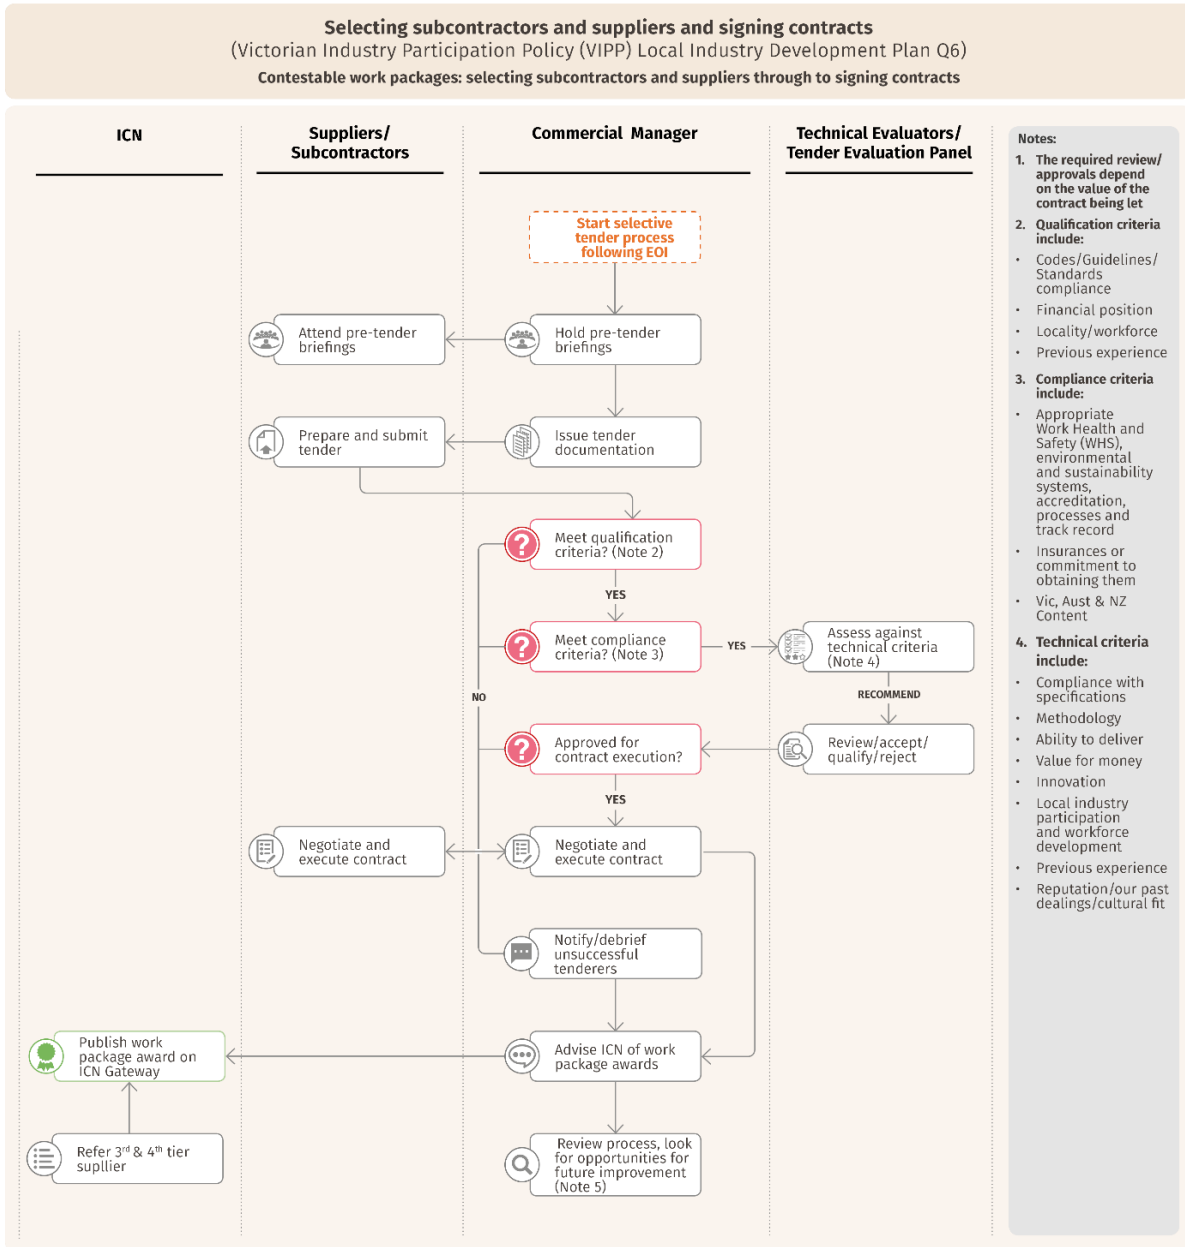 Selecting subcontractors and suppliers and signing contracts
(Victorian Industry Participation Policy (VIPP) Local Industry Development Plan Q6)
Contestable work packages: selecting subcontractors and suppliers through to signing contracts
ICN
Suppliers/
Subcontractors
Commercial Manager
Technical Evaluators/
Tender Evaluation Panel
Start selective
tender process
following EOI
Attend pre-tender
briefings
Hold pre-tender
briefings
Prepare and submit
tender
Issue tender
documentation
Meet qualification
criteria? (Note 2)
YES
Meet compliance
criteria? (Note 3)
YES
Assess against
technical criteria
(Note 4)
RECOMMEND
NO
Approved for
contract execution?
Review/accept/
qualify/reject
YES
Negotiate and
execute contract
Negotiate and
execute contract
Notify/debrief
unsuccessful
tenderers
Publish work
package award on
ICN Gateway
Advise ICN of work
package awards
Refer 3rd & 4th tier
supllier
Review process, look
for opportunities for
future improvement
(Note 5)
Notes:
1. The required review/
approvals depend
on the value of the
contract being let
2. Qualification criteria
include:
• Codes/Guidelines/
Standards
compliance
• Financial position
• Locality/workforce
• Previous experience
3. Compliance criteria
include:
• Appropriate
Work Health and
Safety (WHS),
environmental
and sustainability
systems,
accreditation,
processes and
track record
• Insurances or
commitment to
obtaining them
• Vic, Aust & NZ
Content
4. Technical criteria
include:
• Compliance with
specifications
• Methodology
• Ability to deliver
• Value for money
• Innovation
• Local industry
participation
and workforce
development
• Previous experience
• Reputation/our past
dealings/cultural fit